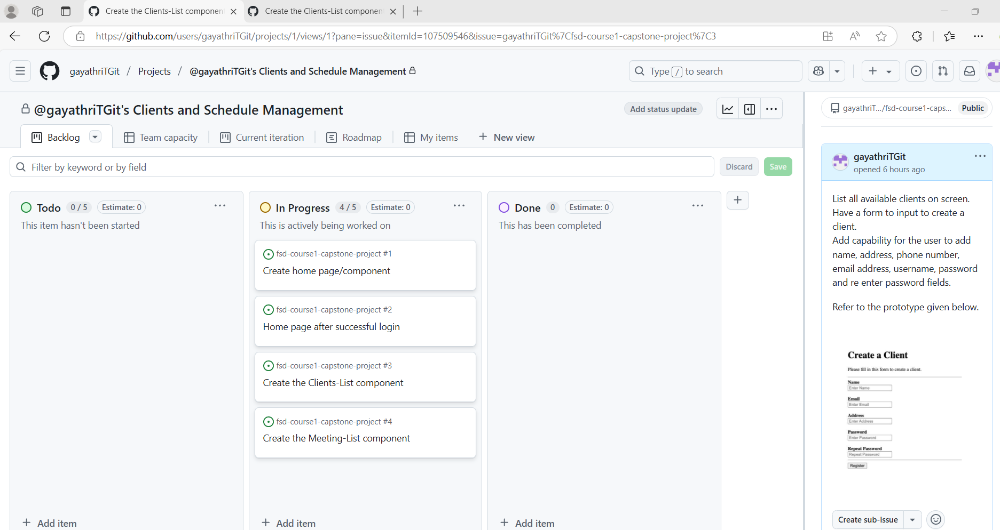 Create the Clients-List componen
Create the Clients-List componen
https://github.com/users/gayathriTGit/projects/1/views/1?pane=issue&itemId=107509546&issue=gayathriTGit%7Cfsd-course1-capstone-project%7C3
gayathriTGit / Projects / @gayathriTGit's Clients and Schedule Management
Type / to search
@gayathriTGit's Clients and Schedule Management
Add status update
Backlog
Team capacity
Current iteration
Roadmap
My items
New view
Filter by keyword or by field
Discard
Save
Todo 0 / 5 Estimate: 0
This item hasn't been started
Add item
In Progress 4 / 5 Estimate: 0
This is actively being worked on
fsd-course1-capstone-project #1
Create home page/component
fsd-course1-capstone-project #2
Home page after successful login
fsd-course1-capstone-project #3
Create the Clients-List component
fsd-course1-capstone-project #4
Create the Meeting-List component
Add item
Done 0 Estimate: 0
This has been completed
Add item
gayathriT.../fsd-course1-caps... Public
gayathriTGit
opened 6 hours ago
List all available clients on screen.
Have a form to input to create a
client.
Add capability for the user to add
name, address, phone number,
email address, username, password
and re enter password fields.
Refer to the prototype given below.
Create a Client
Please fill in this form to create a client.
Name
Enter Name
Email
Enter Email
Address
Enter Address
Password
Enter Password
Repeat Password
Repeat Password
Register
Create sub-issue